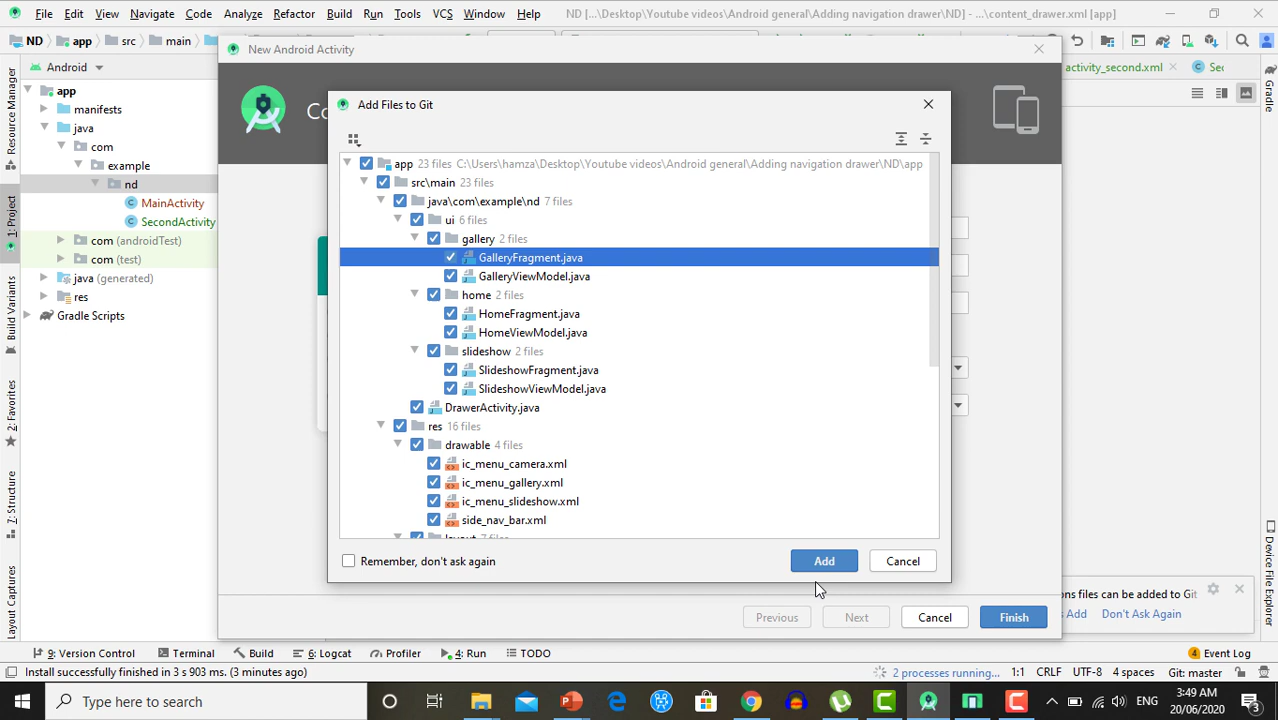 File Edit View Navigate Code Analyze Refactor Build Run Tools VCS Window Help ND [...\Desktop\Youtube videos\Android general\Adding navigation drawer\ND] - ...\content_drawer.xml [app]
ND app src main
Android
activity_second.xml
New Android Activity
Add Files to Git
app 23 files C:\Users\hamza\Desktop\Youtube videos\Android general\Adding navigation drawer\ND\app
src\main 23 files
java\com\example\nd 7 files
ui 6 files
gallery 2 files
GalleryFragment.java
GalleryViewModel.java
home 2 files
HomeFragment.java
HomeViewModel.java
slideshow 2 files
SlideshowFragment.java
SlideshowViewModel.java
DrawerActivity.java
res 16 files
drawable 4 files
ic_menu_camera.xml
ic_menu_gallery.xml
ic_menu_slideshow.xml
side_nav_bar.xml
Remember, don't ask again
Add Cancel
Previous Next Cancel Finish
app
manifests
java
com
example
nd
MainActivity
SecondActivity
com (androidTest)
com (test)
java (generated)
res
Gradle Scripts
Resource Manager
1: Project
Build Variants
2: Favorites
7: Structure
Layout Captures
Gradle
Device File Explorer
files can be added to Git
Add Don't Ask Again
9: Version Control Terminal Build 6: Logcat Profiler 4: Run TODO 4 Event Log
Install successfully finished in 3 s 903 ms. (3 minutes ago) 2 processes running... 1:1 CRLF UTF-8 4 spaces Git: master
Type here to search ENG 3:49 AM
20/06/2020